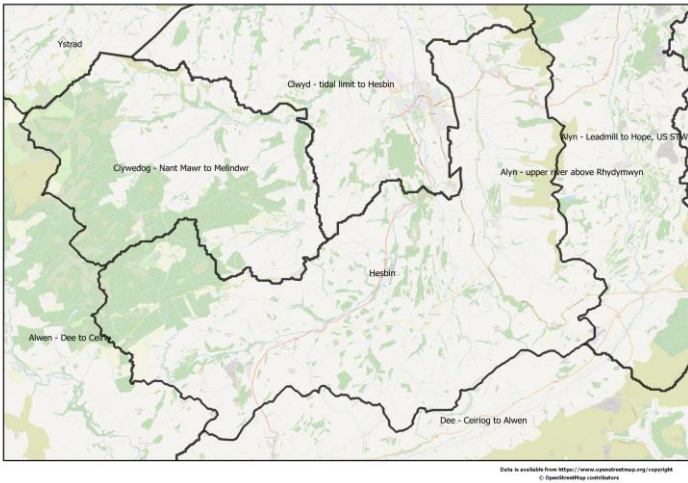 Ystrad
Clwyd - tidal limit to Hesbin
Alyn - Leadmill to Hope, US STW
Clywedog - Nant Mawr to Melindwr
Alyn - upper river above Rhydymwyn
Hesbin
Alwen - Dee to Ceirw
Dee - Ceiriog to Alwen
Data is available from https://www.openstreetmap.org/copyright
© OpenStreetMap contributors